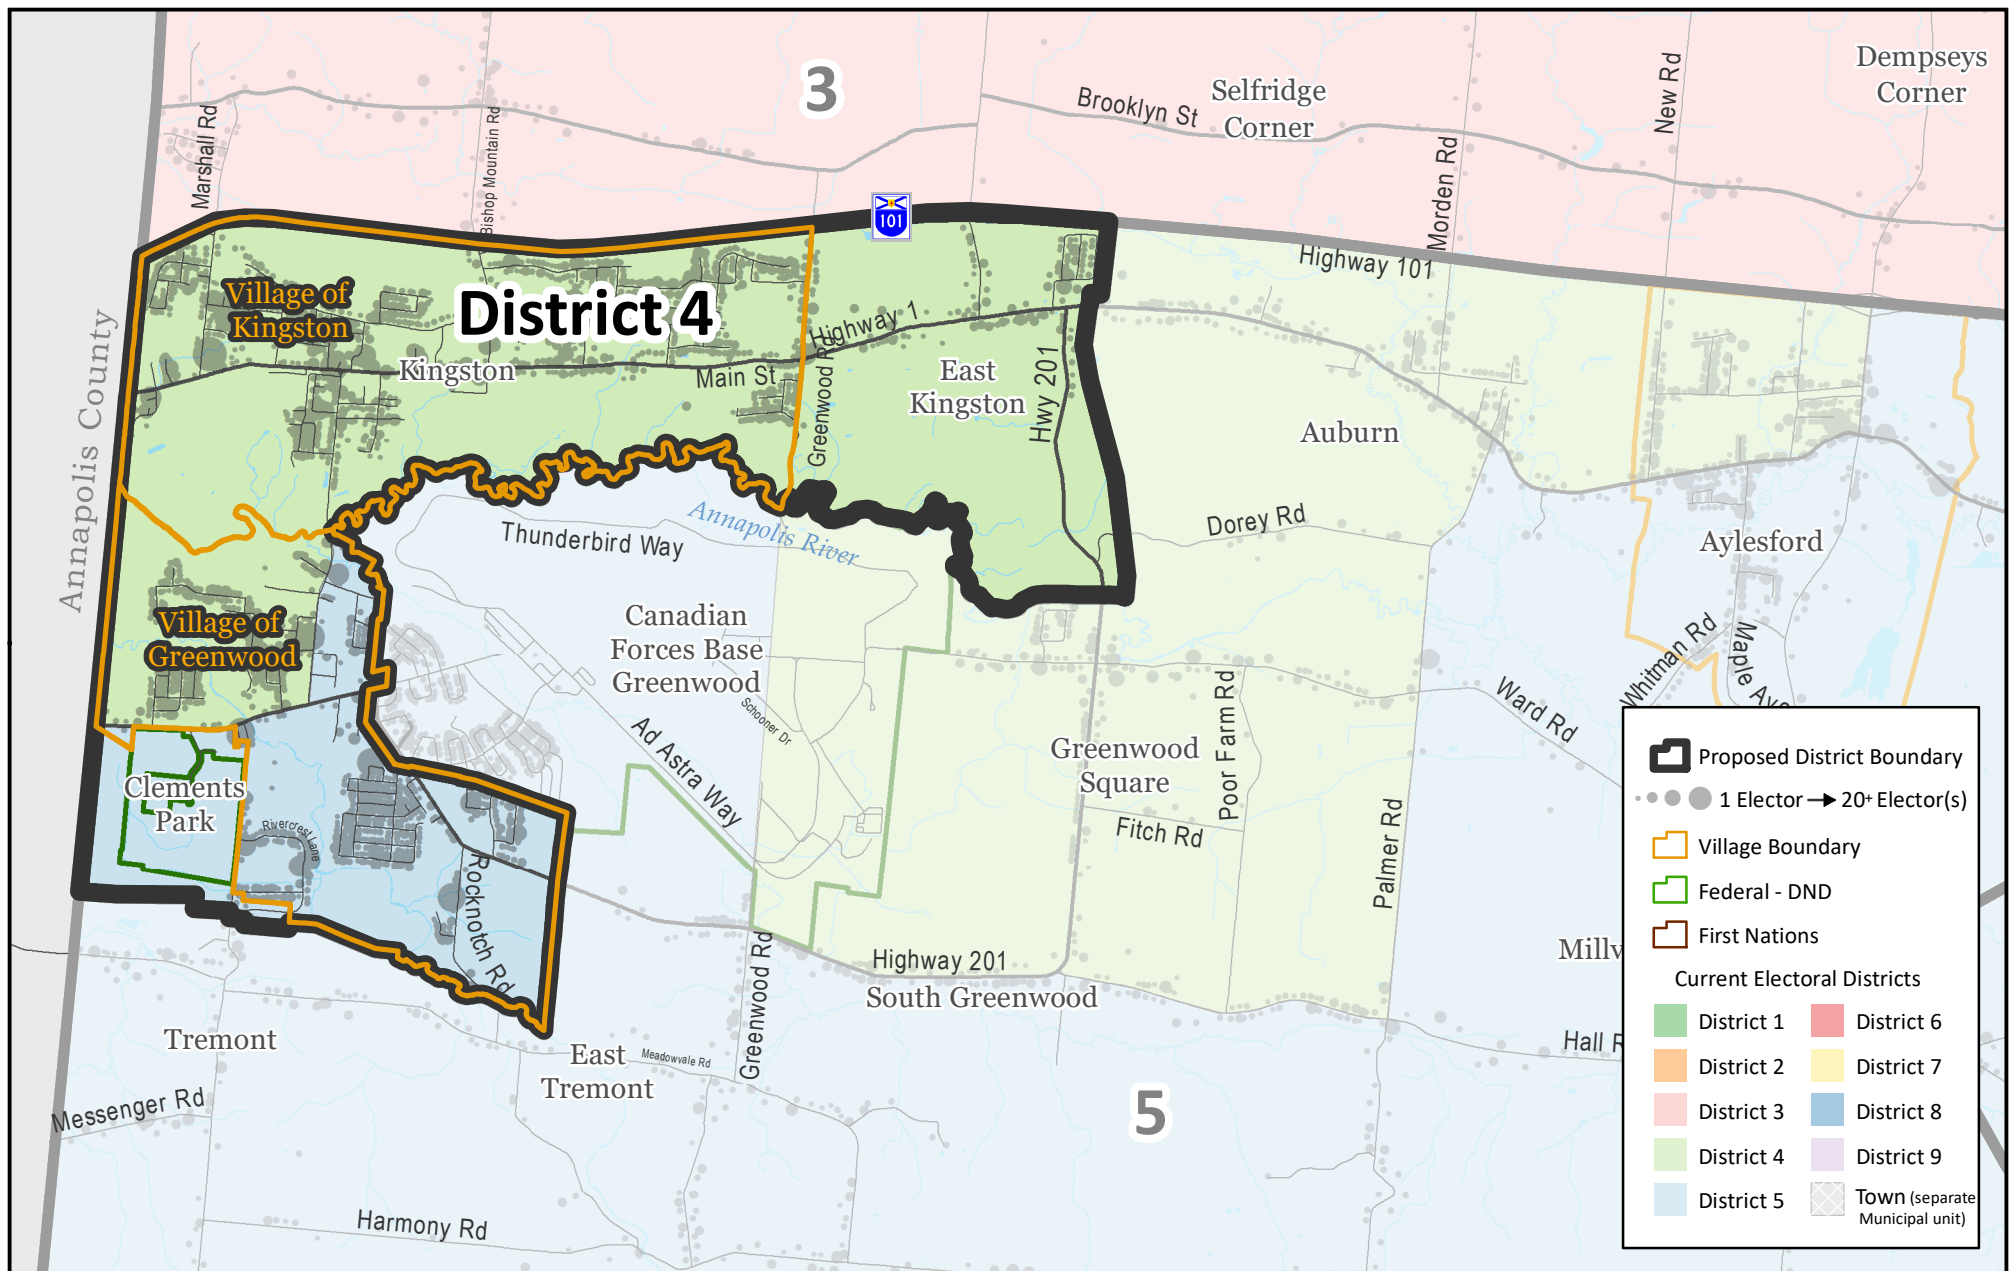 Dempseys
Corner
3
Selfridge
Corner
Brooklyn St
New Rd
Marshall Rd
Bishop Mountain Rd
Morden Rd
101
Highway 101
Village of
Kingston
District 4
Highway 1
Kingston
Main St
Greenwood Rd
East
Kingston
Hwy 201
Auburn
Annapolis County
Annapolis River
Thunderbird Way
Dorey Rd
Aylesford
Village of
Greenwood
Canadian
Forces Base
Greenwood
Schooner Dr
Ad Astra Way
Greenwood
Square
Poor Farm Rd
Ward Rd
Whitman Rd
Maple Ave
Clements
Park
Rivercrest Lane
Fitch Rd
Palmer Rd
Rocknotch Rd
Highway 201
South Greenwood
Greenwood Rd
Millv
Tremont
East
Tremont
Meadowvale Rd
Hall R
Messenger Rd
5
Harmony Rd
Proposed District Boundary
1 Elector → 20+ Elector(s)
Village Boundary
Federal - DND
First Nations
Current Electoral Districts
District 1
District 6
District 2
District 7
District 3
District 8
District 4
District 9
District 5
Town (separate
Municipal unit)